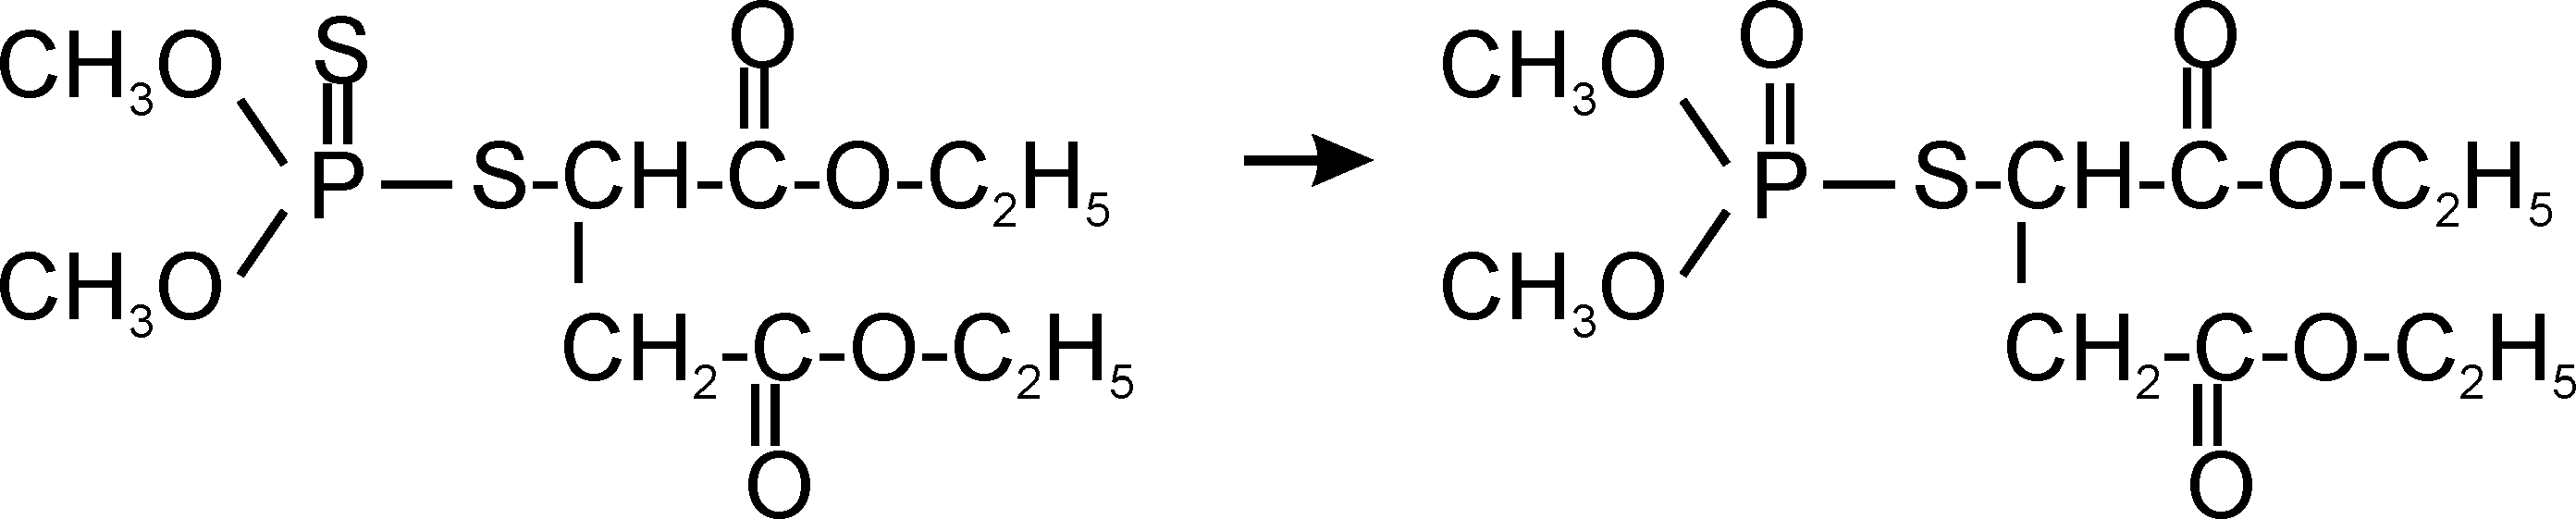 O O O
CH3O S CH3O
P-S-CH-C-O-C2H5 → P-S-CH-C-O-C2H5
CH3O CH3O
CH2-C-O-C2H5 CH2-C-O-C2H5
O O